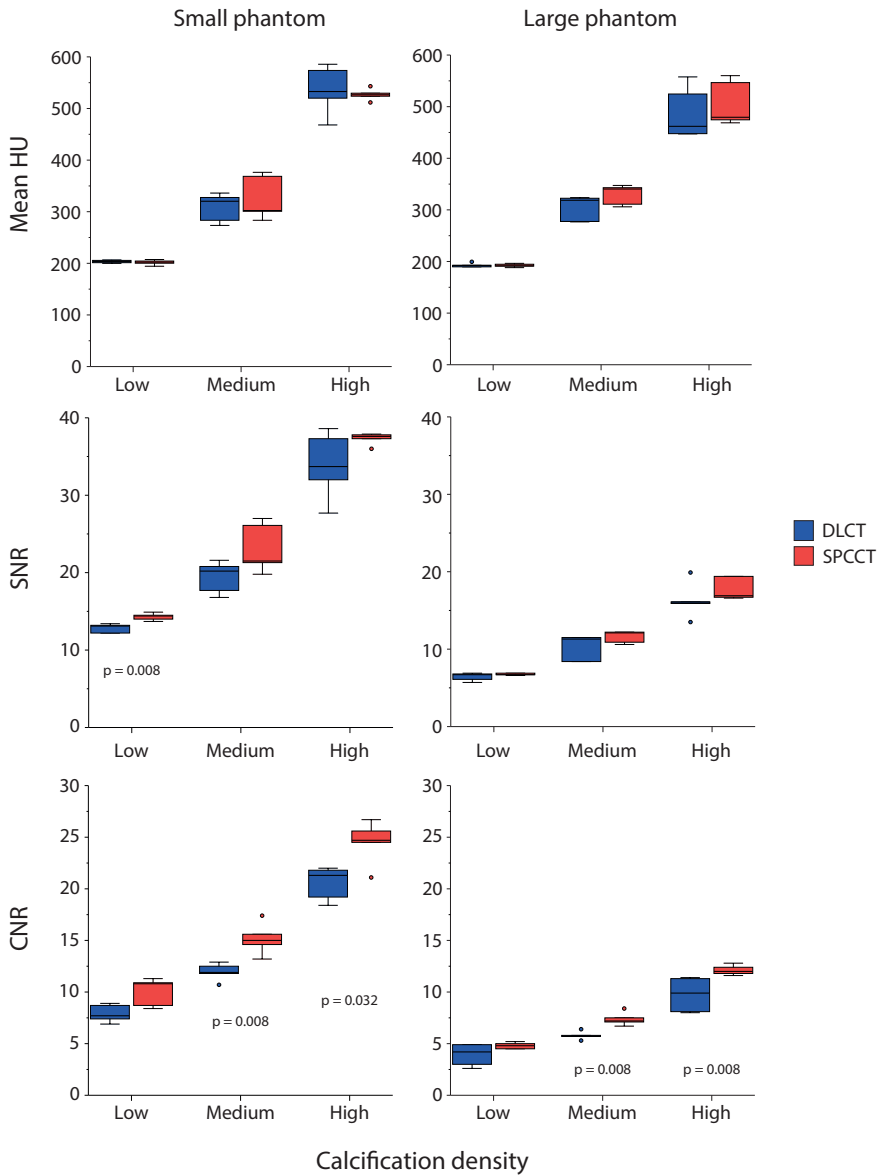 Small phantom
Large phantom
Mean HU
600
500
400
300
200
100
0
Low Medium High
600
500
400
300
200
100
0
Low Medium High
SNR
40
30
20
10
0
p = 0.008
Low Medium High
40
30
20
10
0
Low Medium High
DLCT
SPCCT
CNR
30
25
20
15
10
5
0
p = 0.008
p = 0.032
Low Medium High
30
25
20
15
10
5
0
p = 0.008 p = 0.008
Low Medium High
Calcification density